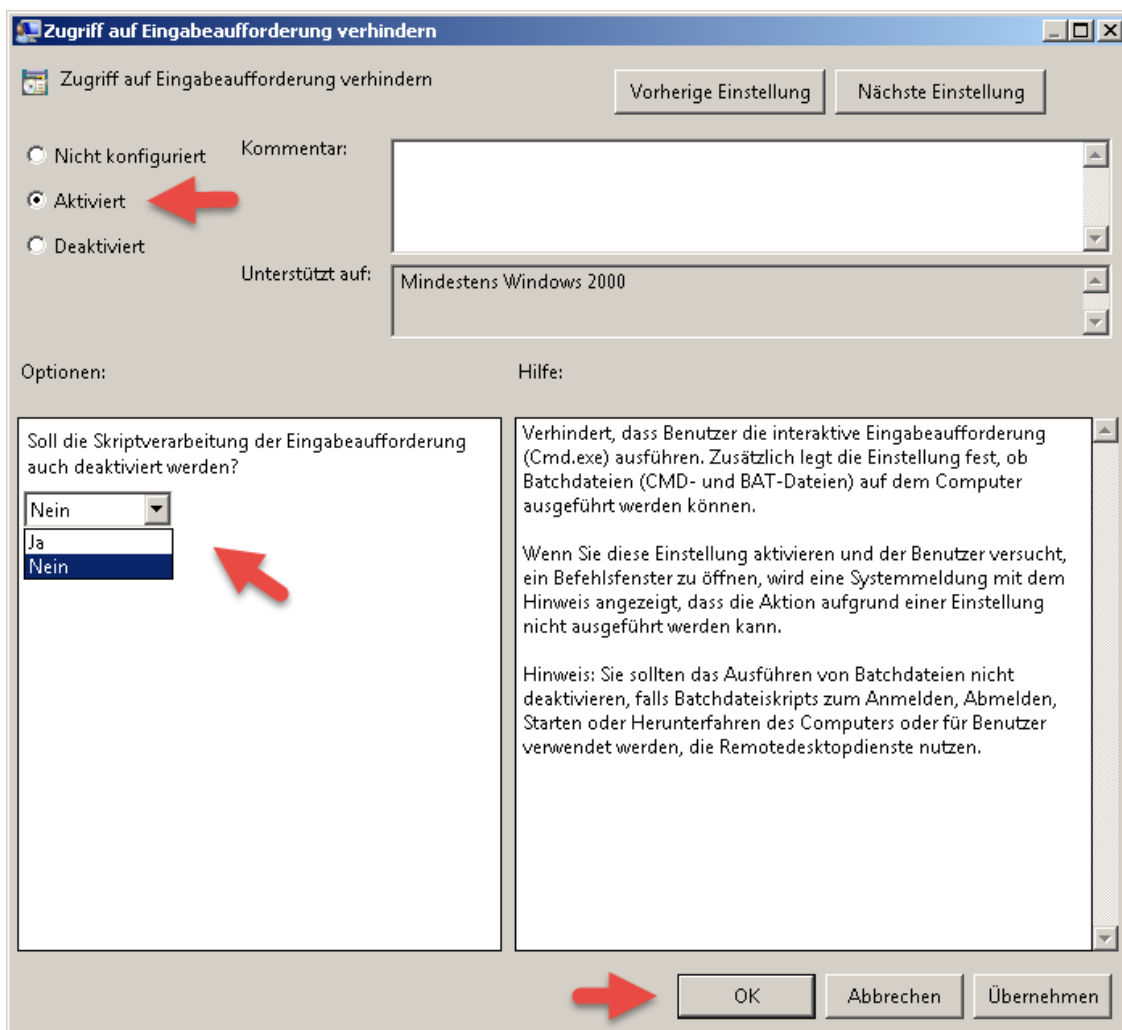 Zugriff auf Eingabeaufforderung verhindern
Zugriff auf Eingabeaufforderung verhindern
Vorherige Einstellung
Nächste Einstellung
Nicht konfiguriert
Kommentar:
Aktiviert
Deaktiviert
Unterstützt auf:
Mindestens Windows 2000
Optionen:
Hilfe:
Soll die Skriptverarbeitung der Eingabeaufforderung
auch deaktiviert werden?
Nein
Ja
Nein
Verhindert, dass Benutzer die interaktive Eingabeaufforderung
(Cmd.exe) ausführen. Zusätzlich legt die Einstellung fest, ob
Batchdateien (CMD- und BAT-Dateien) auf dem Computer
ausgeführt werden können.
Wenn Sie diese Einstellung aktivieren und der Benutzer versucht,
ein Befehlsfenster zu öffnen, wird eine Systemmeldung mit dem
Hinweis angezeigt, dass die Aktion aufgrund einer Einstellung
nicht ausgeführt werden kann.
Hinweis: Sie sollten das Ausführen von Batchdateien nicht
deaktivieren, falls Batchdateiskripts zum Anmelden, Abmelden,
Starten oder Herunterfahren des Computers oder für Benutzer
verwendet werden, die Remotedesktopdienste nutzen.
OK
Abbrechen
Übernehmen